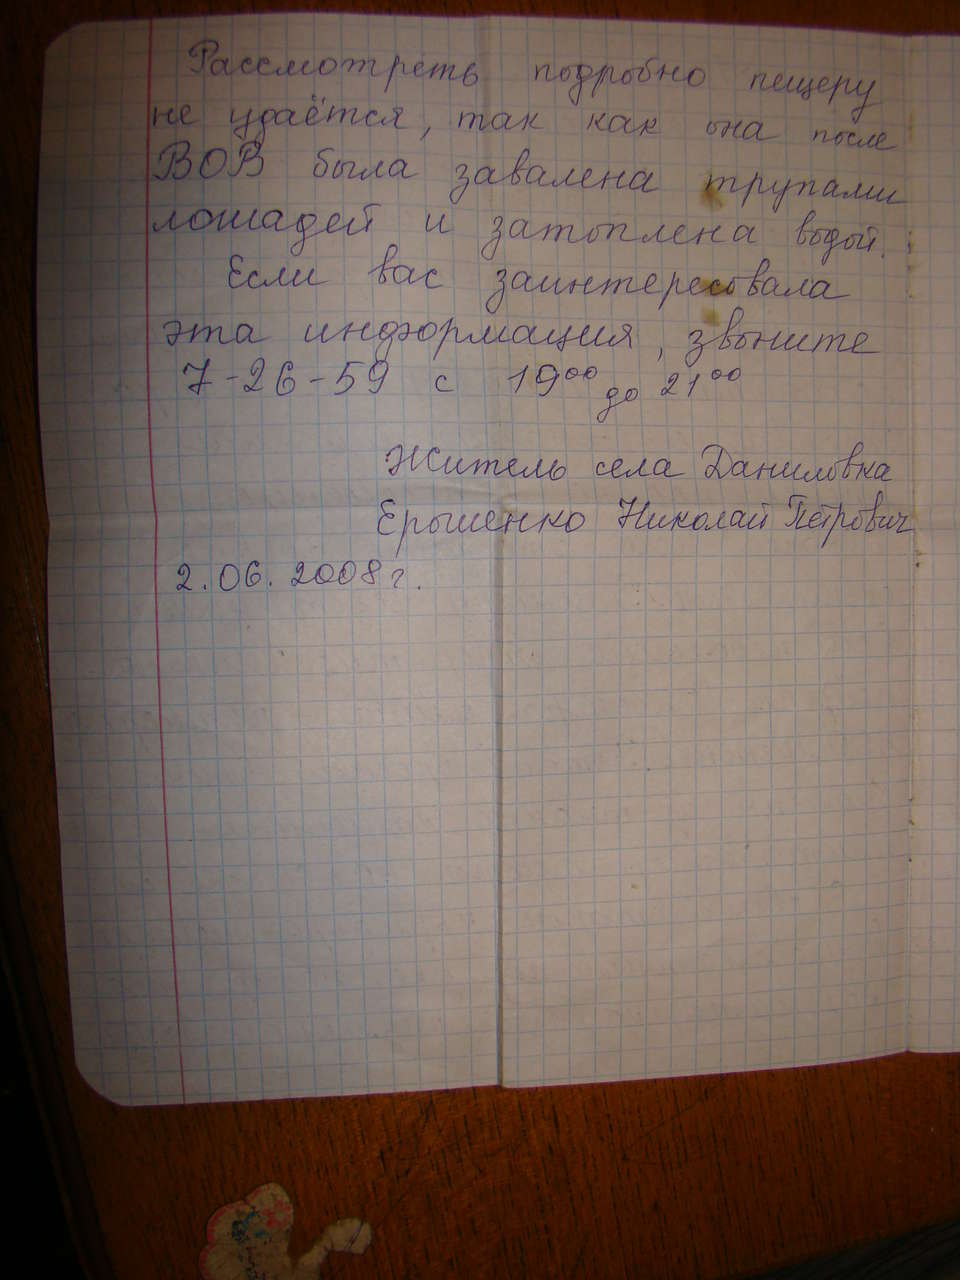 Рассмотреть подробно пещеру
не удаётся, так как она после
ВОВ была завалена трупами
лошадей и затоплена водой.
Если вас заинтересовала
эта информация, звоните
7-26-59 с 19⁰⁰ до 21⁰⁰
Житель села Даниловка
Ерышенко Николай Петрович
2.06.2008г.